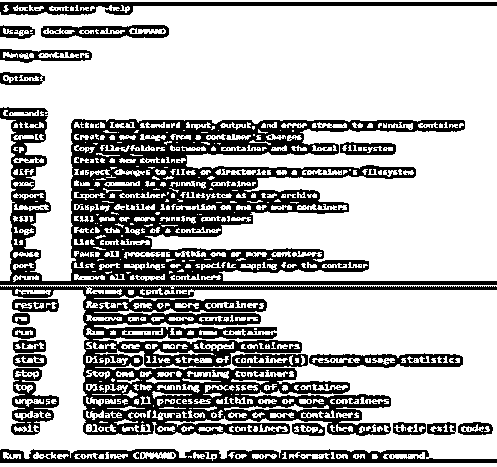 $ docker container --help
Usage: docker container COMMAND
Manage containers
Options:
Commands:
attach Attach local standard input, output, and error streams to a running container
commit Create a new image from a container's changes
cp Copy files/folders between a container and the local filesystem
create Create a new container
diff Inspect changes to files or directories on a container's filesystem
exec Run a command in a running container
export Export a container's filesystem as a tar archive
inspect Display detailed information on one or more containers
kill Kill one or more running containers
logs Fetch the logs of a container
ls List containers
pause Pause all processes within one or more containers
port List port mappings or a specific mapping for the container
prune Remove all stopped containers
rename Rename a container
restart Restart one or more containers
rm Remove one or more containers
run Run a command in a new container
start Start one or more stopped containers
stats Display a live stream of container(s) resource usage statistics
stop Stop one or more running containers
top Display the running processes of a container
unpause Unpause all processes within one or more containers
update Update configuration of one or more containers
wait Block until one or more containers stop, then print their exit codes
Run 'docker container COMMAND --help' for more information on a command.